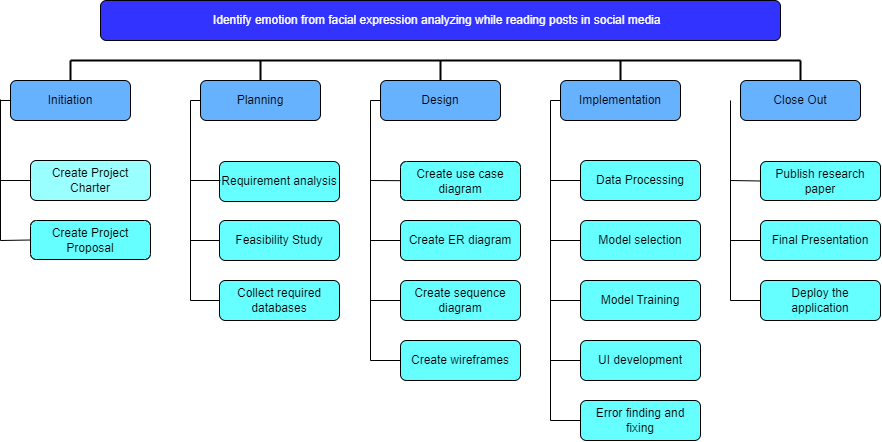 Identify emotion from facial expression analyzing while reading posts in social media
Initiation
Planning
Design
Implementation
Close Out
Create Project
Charter
Create Project
Proposal
Requirement analysis
Feasibility Study
Collect required
databases
Create use case
diagram
Create ER diagram
Create sequence
diagram
Create wireframes
Data Processing
Model selection
Model Training
UI development
Error finding and
fixing
Publish research
paper
Final Presentation
Deploy the
application